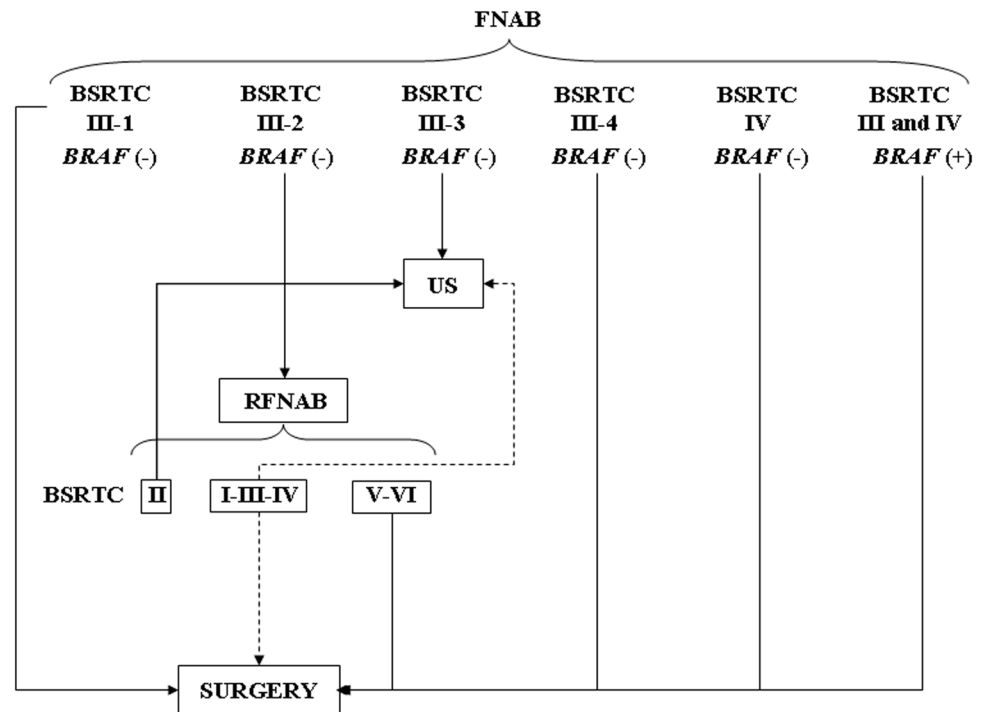 FNAB
BSRTC
III-1
BRAF (-)
BSRTC
III-2
BRAF (-)
BSRTC
III-3
BRAF (-)
BSRTC
III-4
BRAF (-)
BSRTC
IV
BRAF (-)
BSRTC
III and IV
BRAF (+)
US
RFNAB
BSRTC II I-III-IV V-VI
SURGERY